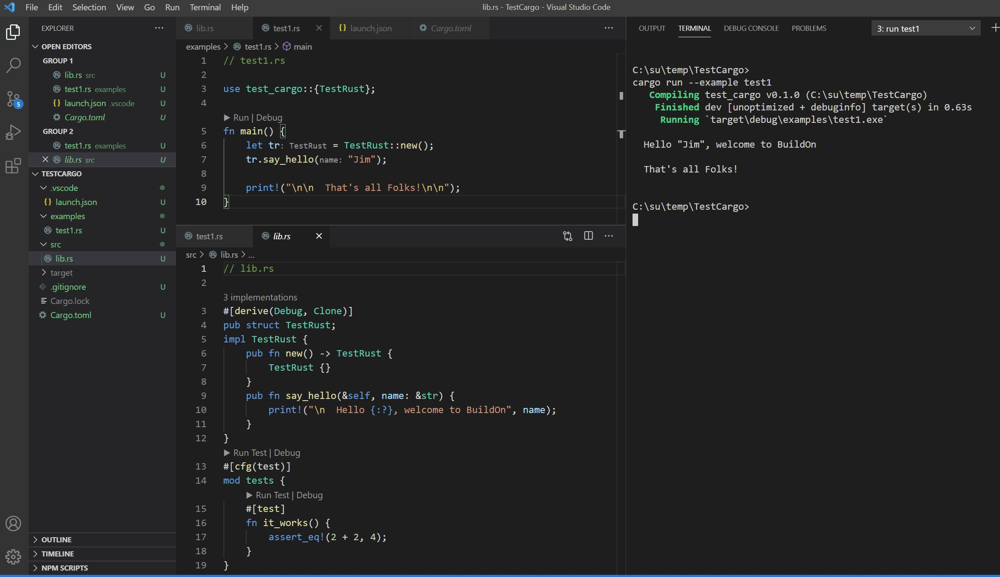 File Edit Selection View Go Run Terminal Help
lib.rs - TestCargo - Visual Studio Code
EXPLORER ···
OPEN EDITORS
GROUP 1
lib.rs src U
test1.rs examples U
{} launch.json .vscode U
Cargo.toml U
GROUP 2
test1.rs examples U
lib.rs src U
TESTCARGO
.vscode
{} launch.json U
examples
test1.rs U
src
lib.rs U
target
.gitignore U
Cargo.lock
Cargo.toml U
OUTLINE
TIMELINE
NPM SCRIPTS
5
lib.rs test1.rs {} launch.json Cargo.toml ···
examples > test1.rs > main
1 // test1.rs
2
3 use test_cargo::{TestRust};
4
Run | Debug
5 fn main() {
6 let tr: TestRust = TestRust::new();
7 tr.say_hello(name: "Jim");
8
9 print!("\n\n  That's all Folks!\n\n");
10 }
test1.rs lib.rs ···
src > lib.rs > ...
1 // lib.rs
2
3 implementations
3 #[derive(Debug, Clone)]
4 pub struct TestRust;
5 impl TestRust {
6 pub fn new() -> TestRust {
7 TestRust {}
8 }
9 pub fn say_hello(&self, name: &str) {
10 print!("\n  Hello {:?}, welcome to BuildOn", name);
11 }
12 }
Run Test | Debug
13 #[cfg(test)]
14 mod tests {
Run Test | Debug
15 #[test]
16 fn it_works() {
17 assert_eq!(2 + 2, 4);
18 }
19 }
OUTPUT TERMINAL DEBUG CONSOLE PROBLEMS 3: run test1
C:\su\temp\TestCargo>
cargo run --example test1
Compiling test_cargo v0.1.0 (C:\su\temp\TestCargo)
Finished dev [unoptimized + debuginfo] target(s) in 0.63s
Running `target\debug\examples\test1.exe`
Hello "Jim", welcome to BuildOn
That's all Folks!
C:\su\temp\TestCargo>